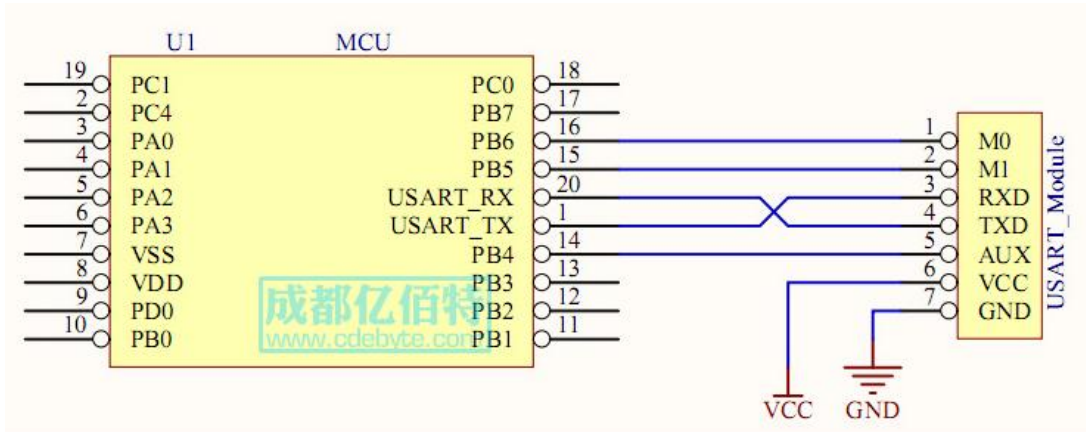 U1 MCU
19 PC1 PC0 18
2 PC4 PB7 17
3 PA0 PB6 16
4 PA1 PB5 15
5 PA2 USART_RX 20
6 PA3 USART_TX 1
7 VSS PB4 14
8 VDD PB3 13
9 PD0 PB2 12
10 PB0 PB1 11
成都亿佰特
www.cdebyte.com
1 M0
2 M1
3 RXD
4 TXD
5 AUX
6 VCC
7 GND
USART_Module
VCC GND